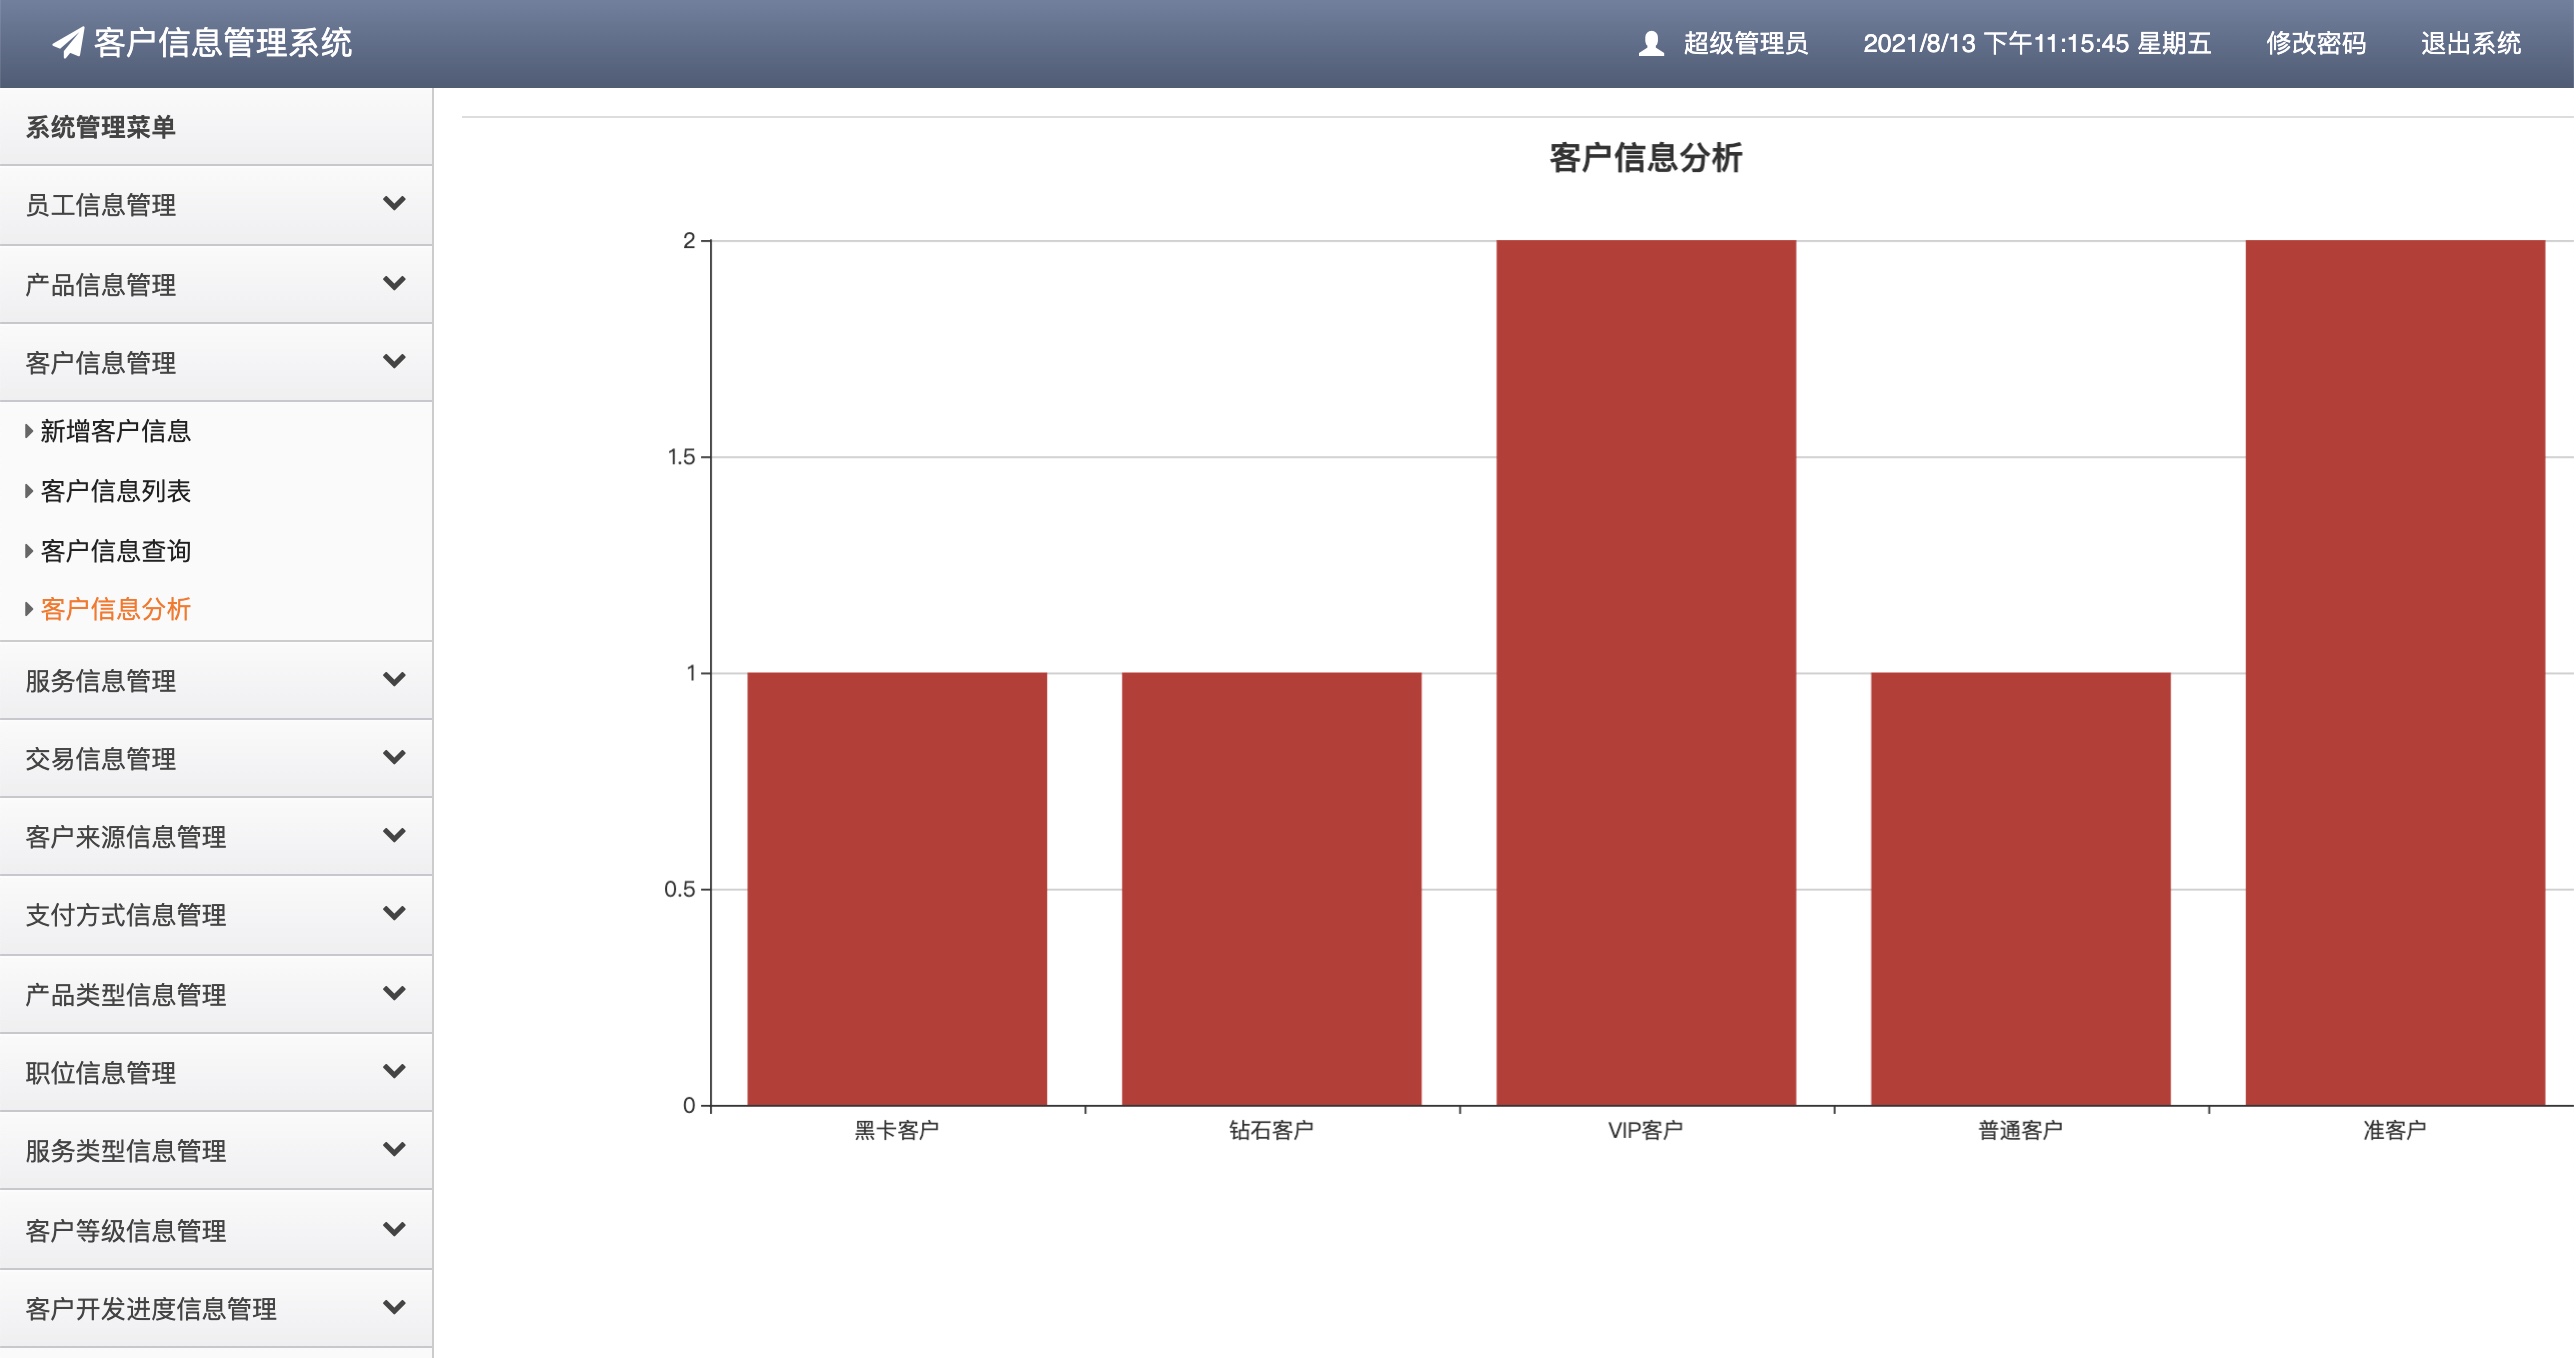 客户信息管理系统
超级管理员 2021/8/13 下午11:15:45 星期五 修改密码 退出系统
系统管理菜单
员工信息管理
产品信息管理
客户信息管理
新增客户信息
客户信息列表
客户信息查询
客户信息分析
服务信息管理
交易信息管理
客户来源信息管理
支付方式信息管理
产品类型信息管理
职位信息管理
服务类型信息管理
客户等级信息管理
客户开发进度信息管理
客户信息分析
2
1.5
1
0.5
0
黑卡客户 钻石客户 VIP客户 普通客户 准客户